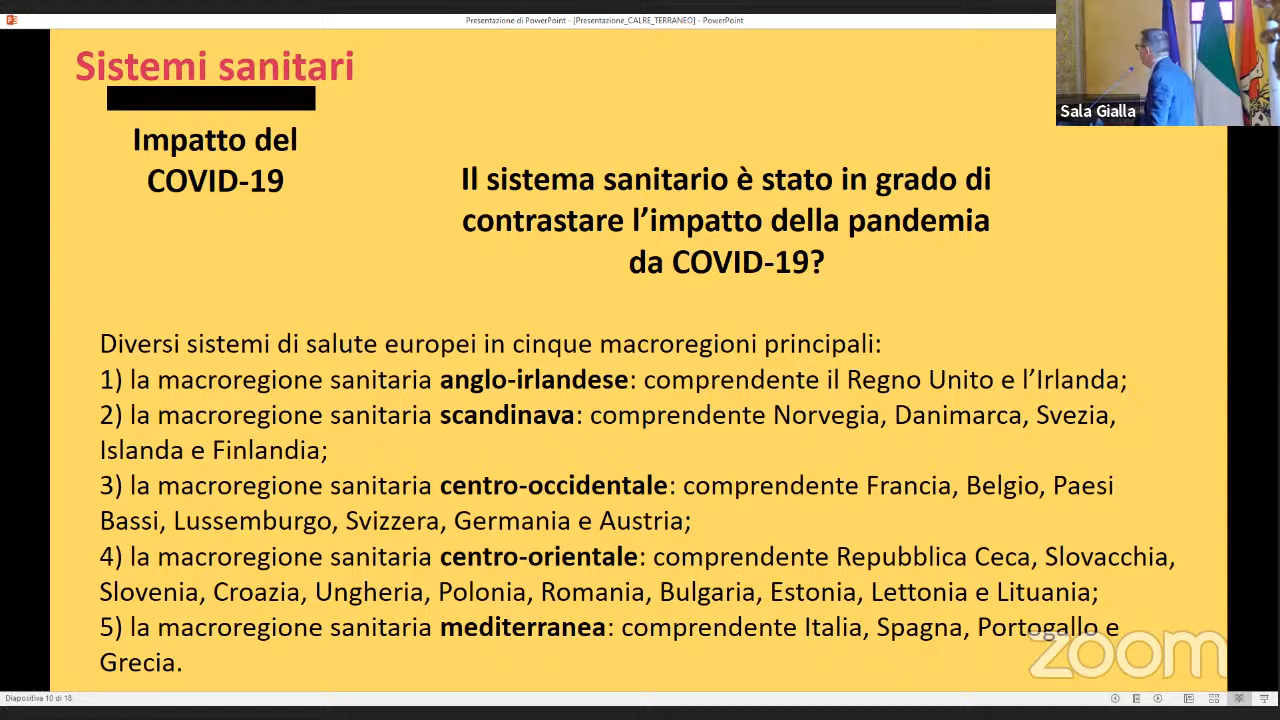 Presentazione di PowerPoint - [Presentazione_CALRE_TERRANEO] - PowerPoint
Sistemi sanitari
Sala Gialla
Impatto del
COVID-19
Il sistema sanitario è stato in grado di
contrastare l’impatto della pandemia
da COVID-19?
Diversi sistemi di salute europei in cinque macroregioni principali:
1) la macroregione sanitaria anglo-irlandese: comprendente il Regno Unito e l’Irlanda;
2) la macroregione sanitaria scandinava: comprendente Norvegia, Danimarca, Svezia,
Islanda e Finlandia;
3) la macroregione sanitaria centro-occidentale: comprendente Francia, Belgio, Paesi
Bassi, Lussemburgo, Svizzera, Germania e Austria;
4) la macroregione sanitaria centro-orientale: comprendente Repubblica Ceca, Slovacchia,
Slovenia, Croazia, Ungheria, Polonia, Romania, Bulgaria, Estonia, Lettonia e Lituania;
5) la macroregione sanitaria mediterranea: comprendente Italia, Spagna, Portogallo e
Grecia.
zoom
Diapositiva 10 di 18